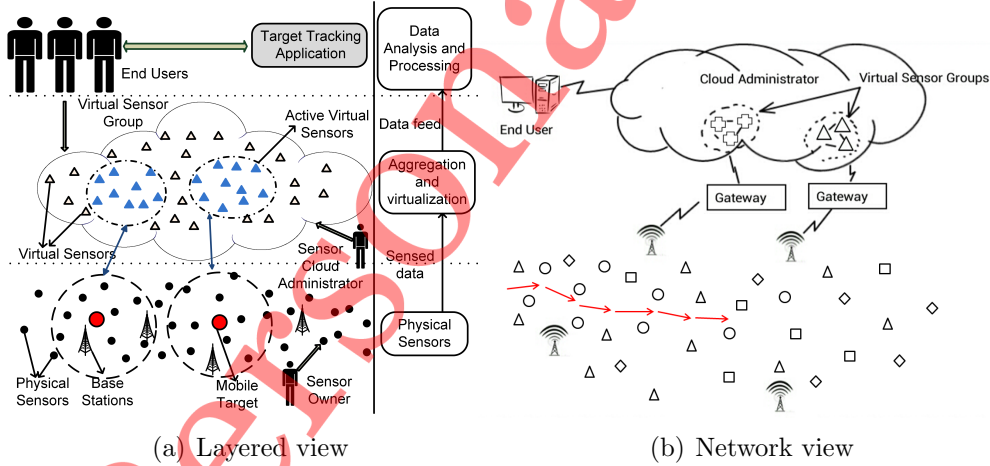 Target Tracking
Application
End Users
Virtual Sensor
Group
Active Virtual
Sensors
Virtual Sensors
Sensor
Cloud
Administrator
Physical
Sensors
Base
Stations
Mobile
Target
Sensor
Owner
Data
Analysis and
Processing
Data feed
Aggregation
and
virtualization
Sensed
data
Physical
Sensors
(a) Layered view
Cloud Administrator
Virtual Sensor Groups
End User
Gateway
Gateway
(b) Network view